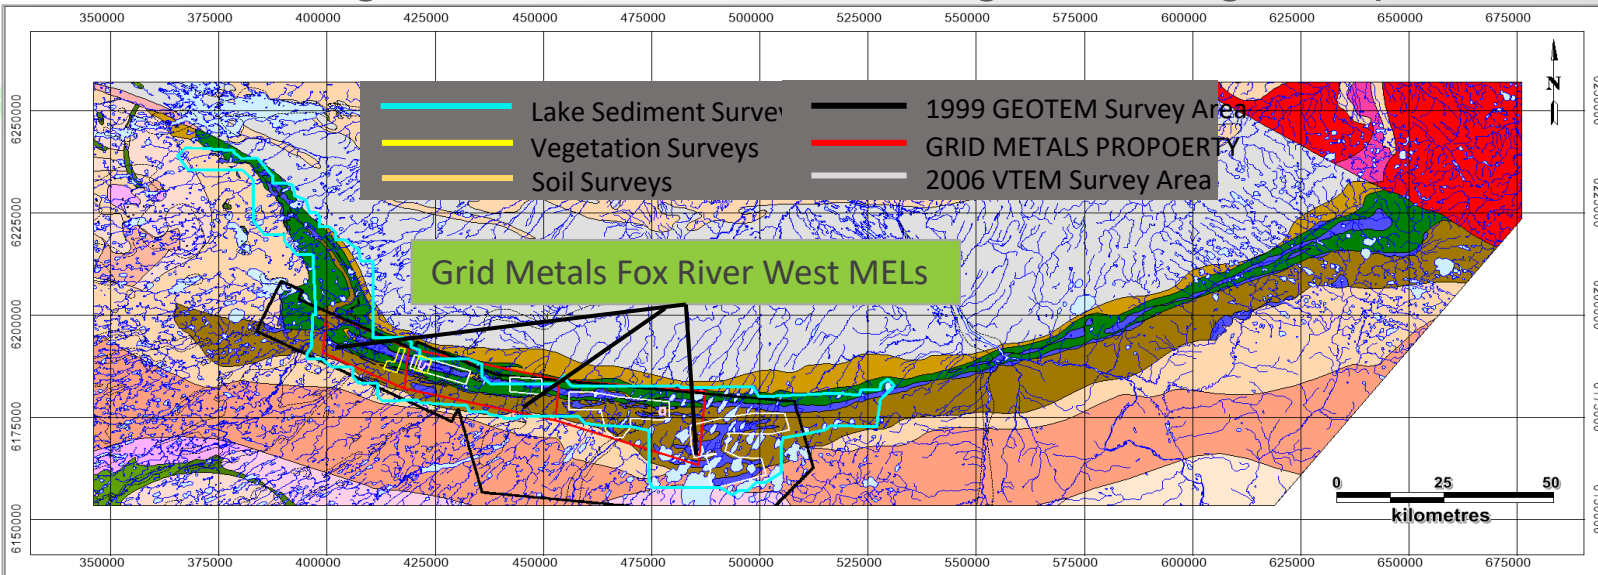 350000 375000 400000 425000 450000 475000 500000 525000 550000 575000 600000 625000 650000 675000
Lake Sediment Survey
Vegetation Surveys
Soil Surveys
1999 GEOTEM Survey Area
GRID METALS PROPOERTY
2006 VTEM Survey Area
N
Grid Metals Fox River West MELs
6250000
6225000
6200000
6175000
6150000
0 25 50
kilometres
350000 375000 400000 425000 450000 475000 500000 525000 550000 575000 600000 625000 650000 675000